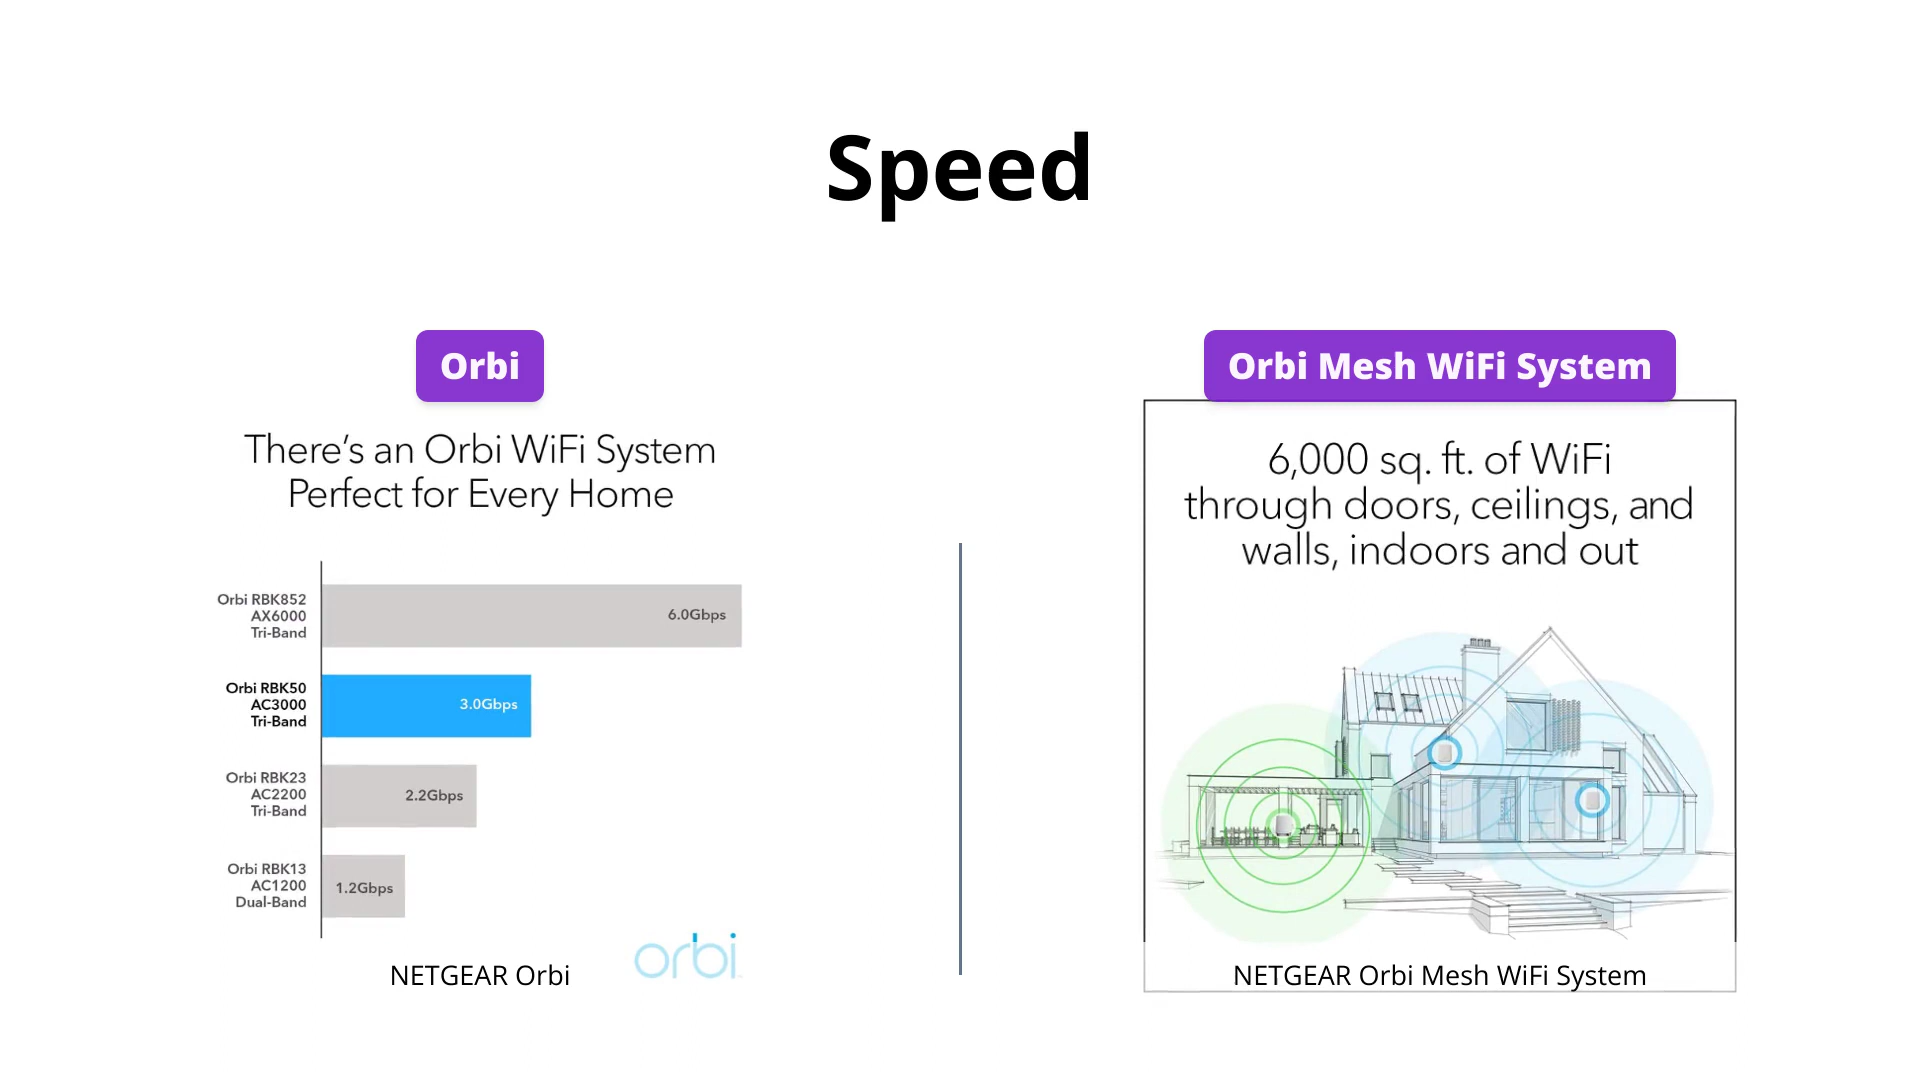 Speed
Orbi
There's an Orbi WiFi System
Perfect for Every Home
Orbi RBK852
AX6000
Tri-Band
6.0Gbps
Orbi RBK50
AC3000
Tri-Band
3.0Gbps
Orbi RBK23
AC2200
Tri-Band
2.2Gbps
Orbi RBK13
AC1200
Dual-Band
1.2Gbps
orbi
NETGEAR Orbi
Orbi Mesh WiFi System
6,000 sq. ft. of WiFi
through doors, ceilings, and
walls, indoors and out
NETGEAR Orbi Mesh WiFi System